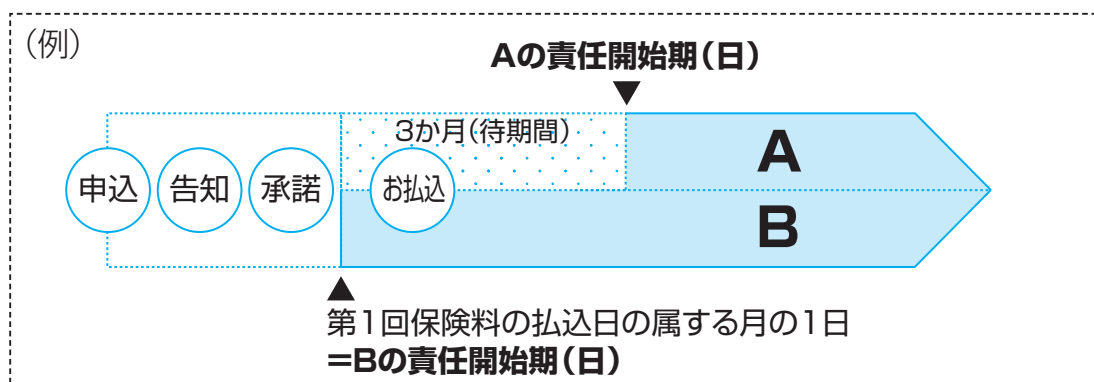 (例)
Aの責任開始期(日)
▼
3か月(待期間)
A
申込 告知 承諾 お払込
B
▲
第1回保険料の払込日の属する月の1日
=Bの責任開始期(日)